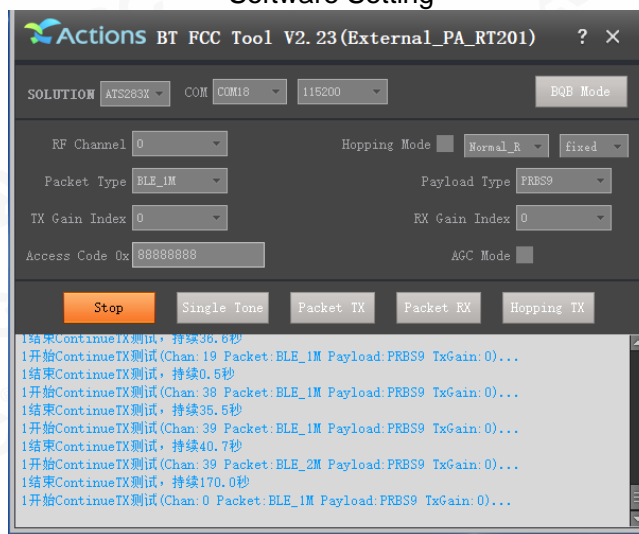 Software Setting
Actions BT FCC Tool V2.23(External_PA_RT201) ? ×
SOLUTION ATS283X COM COM18 115200 BQB Mode
RF Channel 0 Hopping Mode Normal_R fixed
Packet Type BLE_1M Payload Type PRBS9
TX Gain Index 0 RX Gain Index 0
Access Code 0x 88888888 AGC Mode
Stop Single Tone Packet TX Packet RX Hopping TX
1结束ContinueTX测试，持续36.6秒
1开始ContinueTX测试(Chan:19 Packet:BLE_1M Payload:PRBS9 TxGain:0)...
1结束ContinueTX测试，持续0.5秒
1开始ContinueTX测试(Chan:38 Packet:BLE_1M Payload:PRBS9 TxGain:0)...
1结束ContinueTX测试，持续35.5秒
1开始ContinueTX测试(Chan:39 Packet:BLE_1M Payload:PRBS9 TxGain:0)...
1结束ContinueTX测试，持续40.7秒
1开始ContinueTX测试(Chan:39 Packet:BLE_2M Payload:PRBS9 TxGain:0)...
1结束ContinueTX测试，持续170.0秒
1开始ContinueTX测试(Chan:0 Packet:BLE_1M Payload:PRBS9 TxGain:0)...